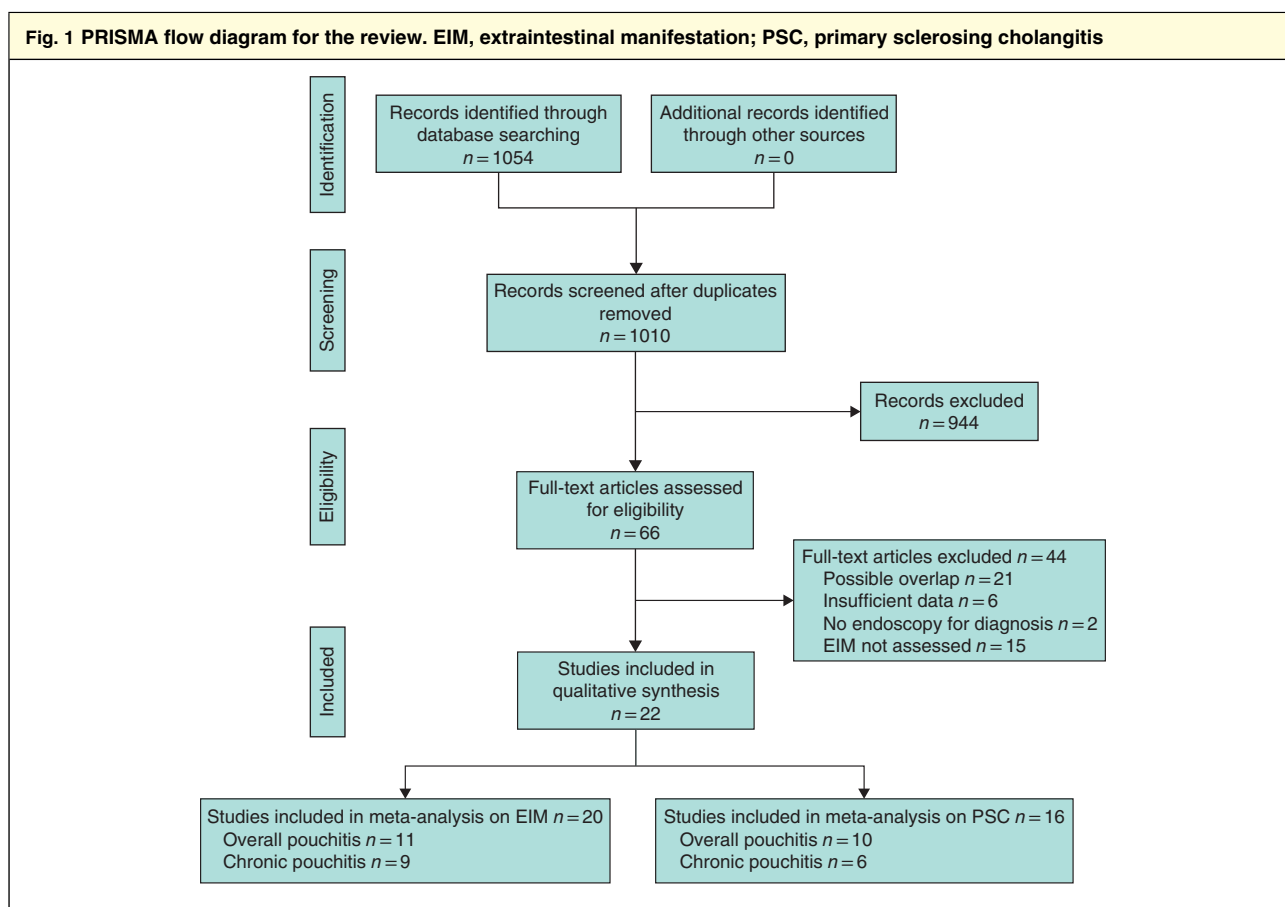 Fig. 1 PRISMA flow diagram for the review. EIM, extraintestinal manifestation; PSC, primary sclerosing cholangitis
Identification
Records identified through
database searching
n = 1054
Additional records identified
through other sources
n = 0
Screening
Records screened after duplicates
removed
n = 1010
Records excluded
n = 944
Eligibility
Full-text articles assessed
for eligibility
n = 66
Full-text articles excluded n = 44
Possible overlap n = 21
Insufficient data n = 6
No endoscopy for diagnosis n = 2
EIM not assessed n = 15
Included
Studies included in
qualitative synthesis
n = 22
Studies included in meta-analysis on EIM n = 20
Overall pouchitis n = 11
Chronic pouchitis n = 9
Studies included in meta-analysis on PSC n = 16
Overall pouchitis n = 10
Chronic pouchitis n = 6